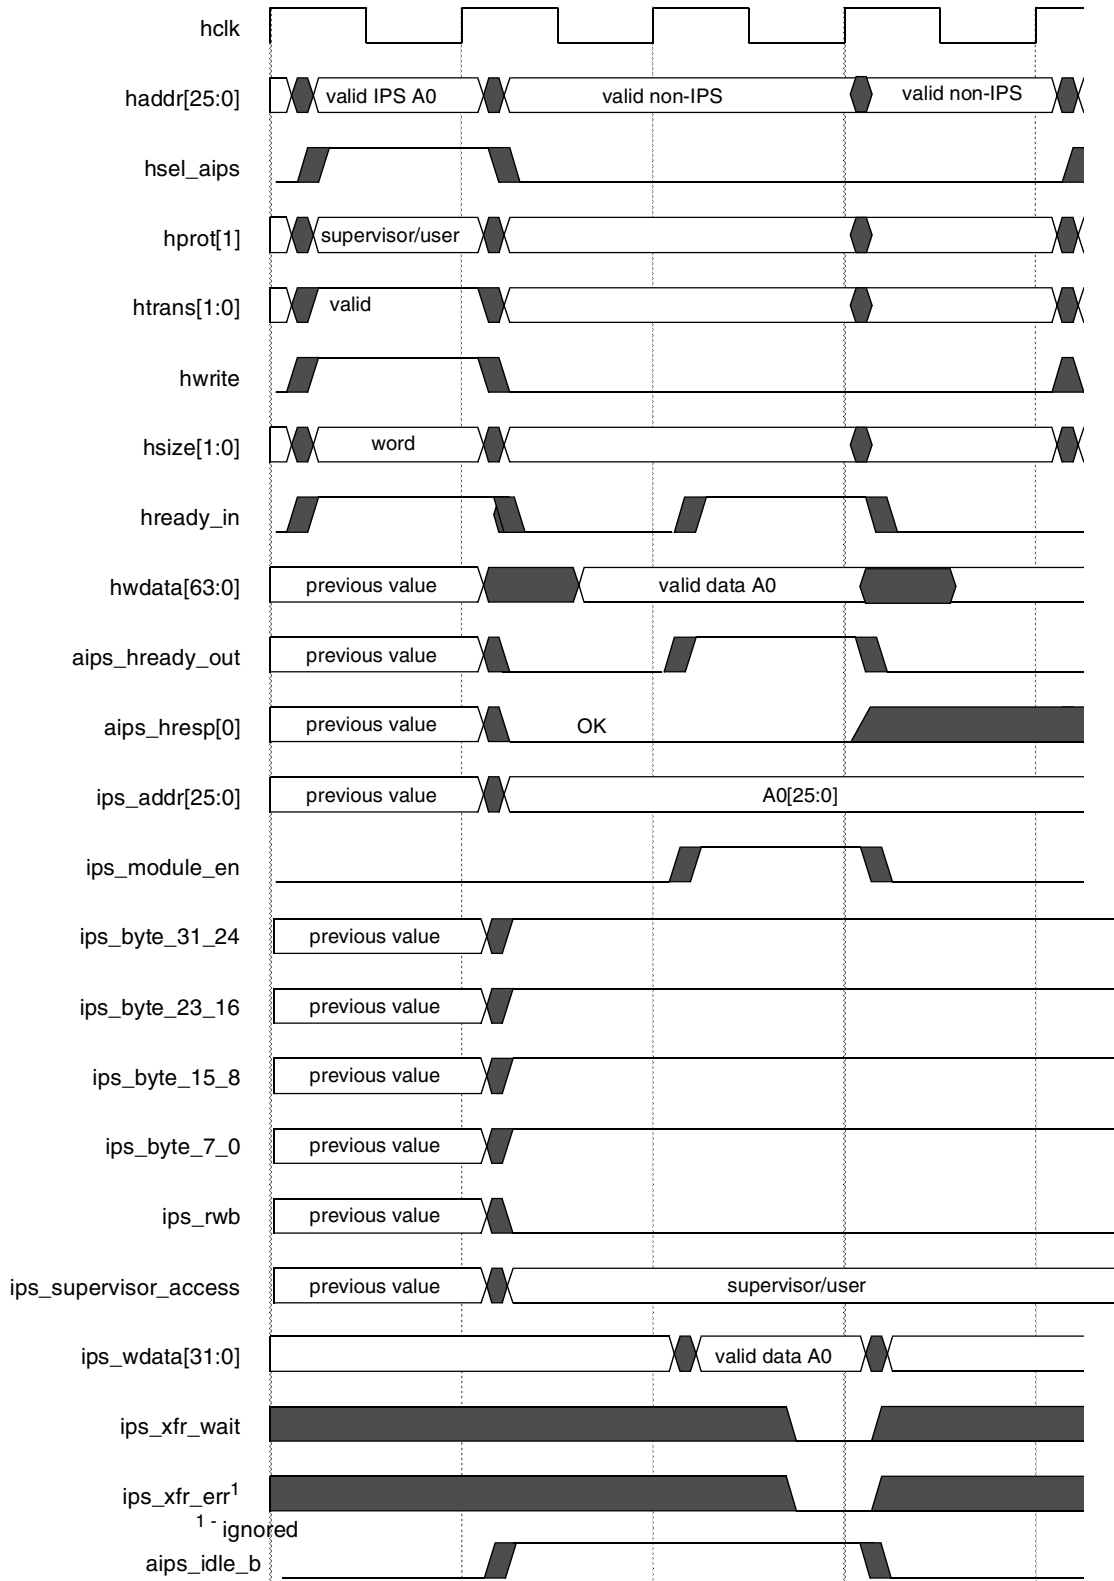 hclk
haddr[25:0] valid IPS A0 valid non-IPS valid non-IPS
hsel_aips
hprot[1] supervisor/user
htrans[1:0] valid
hwrite
hsize[1:0] word
hready_in
hwdata[63:0] previous value valid data A0
aips_hready_out previous value
aips_hresp[0] previous value OK
ips_addr[25:0] previous value A0[25:0]
ips_module_en
ips_byte_31_24 previous value
ips_byte_23_16 previous value
ips_byte_15_8 previous value
ips_byte_7_0 previous value
ips_rwb previous value
ips_supervisor_access previous value supervisor/user
ips_wdata[31:0] valid data A0
ips_xfr_wait
ips_xfr_err1
1 - ignored
aips_idle_b